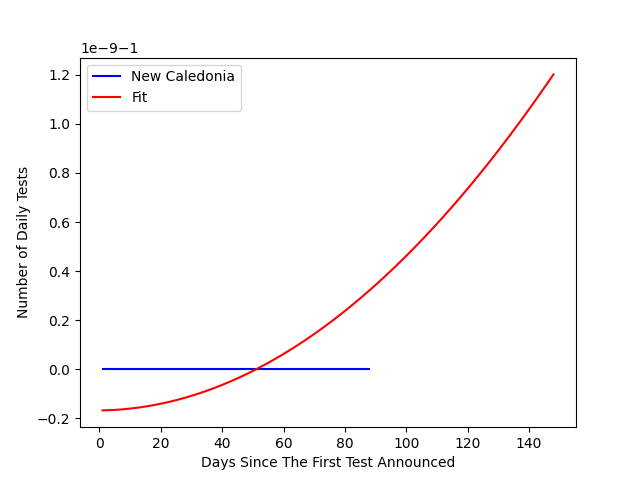 1e−9−1
1.2
1.0
0.8
0.6
0.4
0.2
0.0
−0.2
Number of Daily Tests
New Caledonia
Fit
0 20 40 60 80 100 120 140
Days Since The First Test Announced